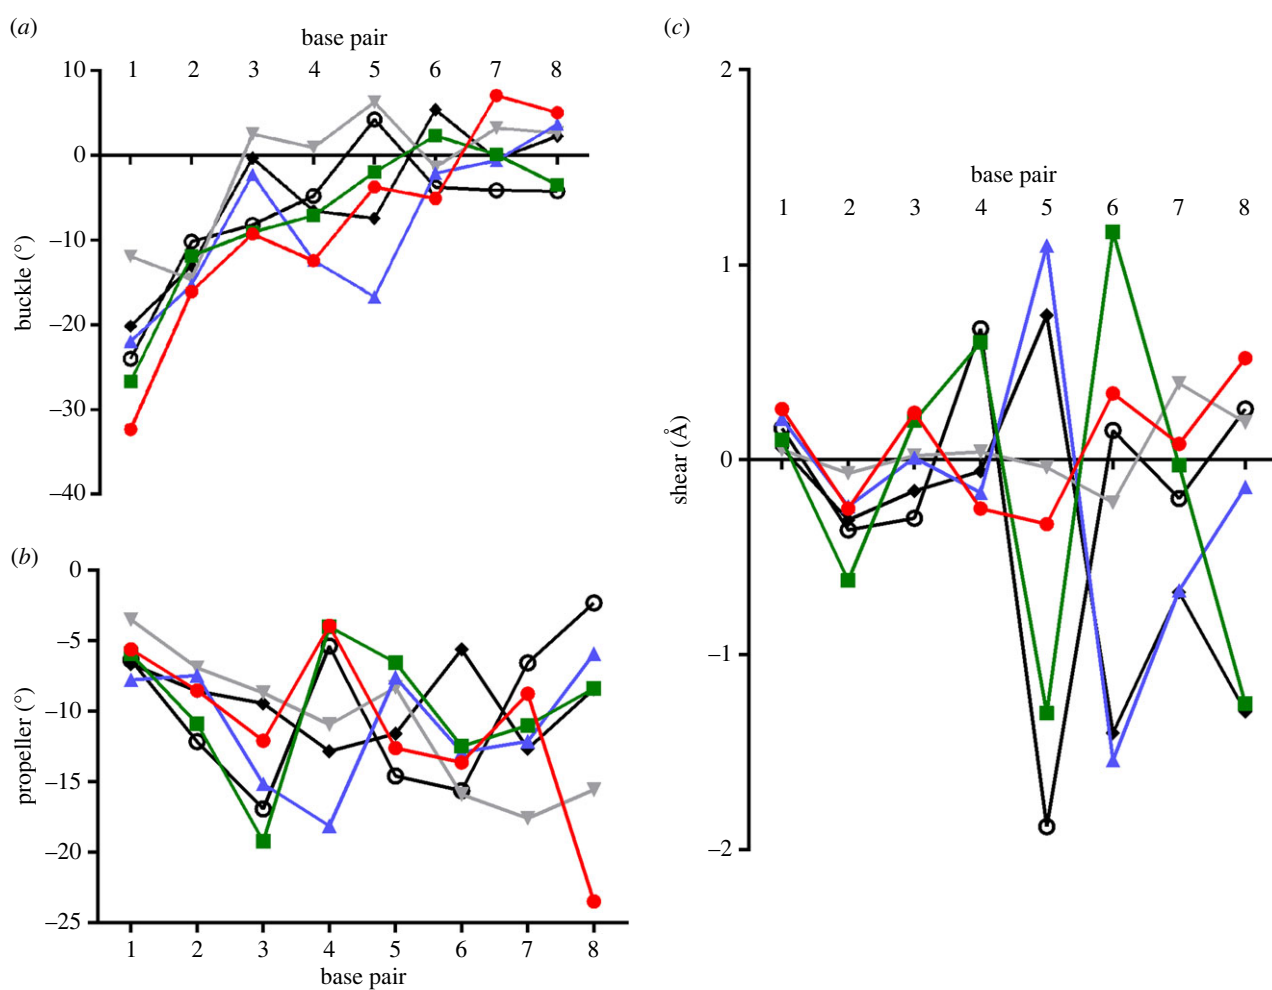 (a)
base pair
1 2 3 4 5 6 7 8
10
0
–10
–20
–30
–40
buckle (°)
(b)
0
–5
–10
–15
–20
–25
propeller (°)
1 2 3 4 5 6 7 8
base pair
(c)
2
base pair
1 2 3 4 5 6 7 8
1
0
–1
–2
shear (Å)